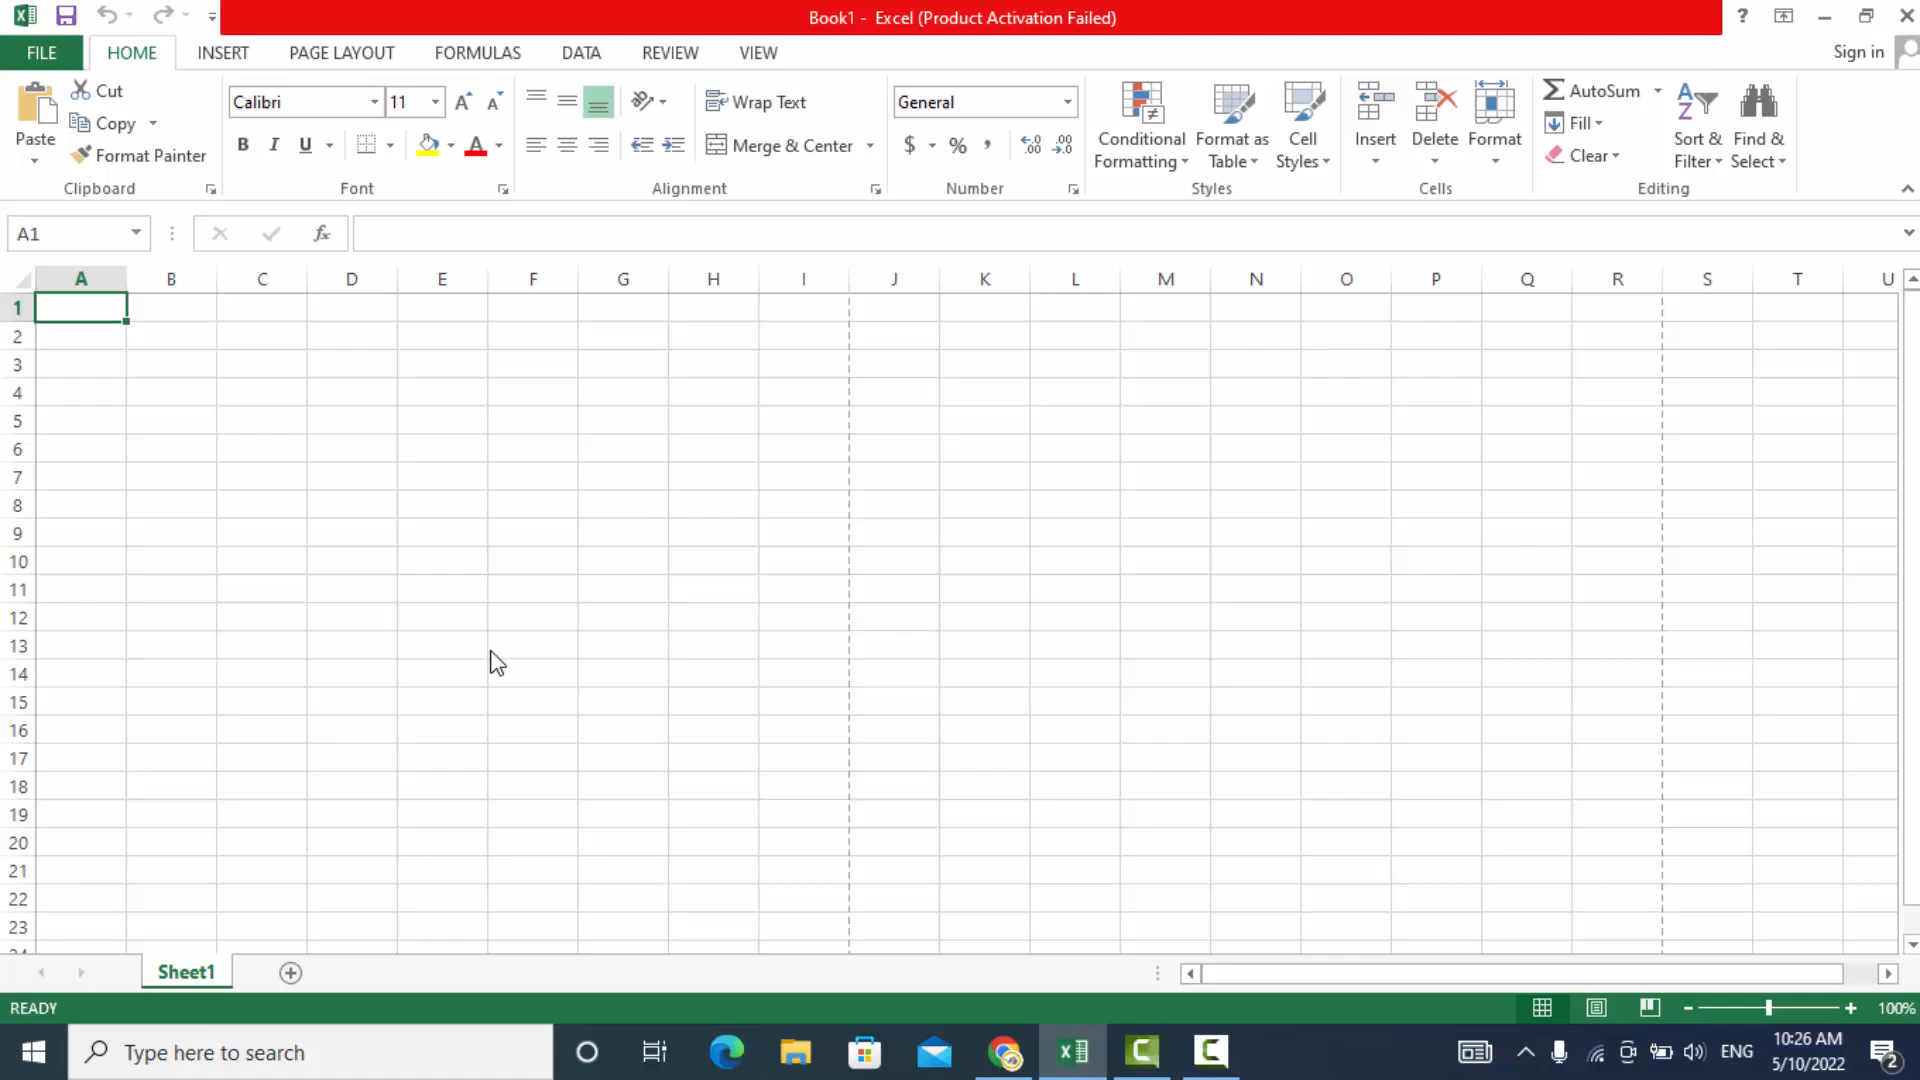 Book1 - Excel (Product Activation Failed)
?
FILE HOME INSERT PAGE LAYOUT FORMULAS DATA REVIEW VIEW Sign in
Paste
Cut
Copy
Format Painter
Clipboard
Calibri 11
B I U A
Font
Wrap Text
Merge & Center
Alignment
General
$ % ,
Number
Conditional Formatting
Format as Table
Cell Styles
Styles
Insert
Delete
Format
Cells
AutoSum
Fill
Clear
Sort & Filter
Find & Select
Editing
A1 fx
A B C D E F G H I J K L M N O P Q R S T U
1
2
3
4
5
6
7
8
9
10
11
12
13
14
15
16
17
18
19
20
21
22
23
24
Sheet1
READY 100%
Type here to search
ENG
10:26 AM
5/10/2022
2